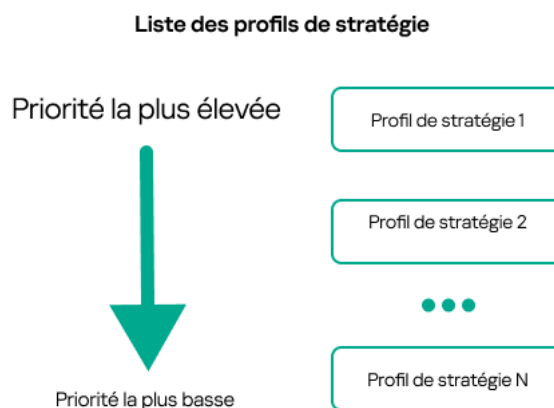 Liste des profils de stratégie
Priorité la plus élevée
Profil de stratégie 1
Profil de stratégie 2
Profil de stratégie N
Priorité la plus basse